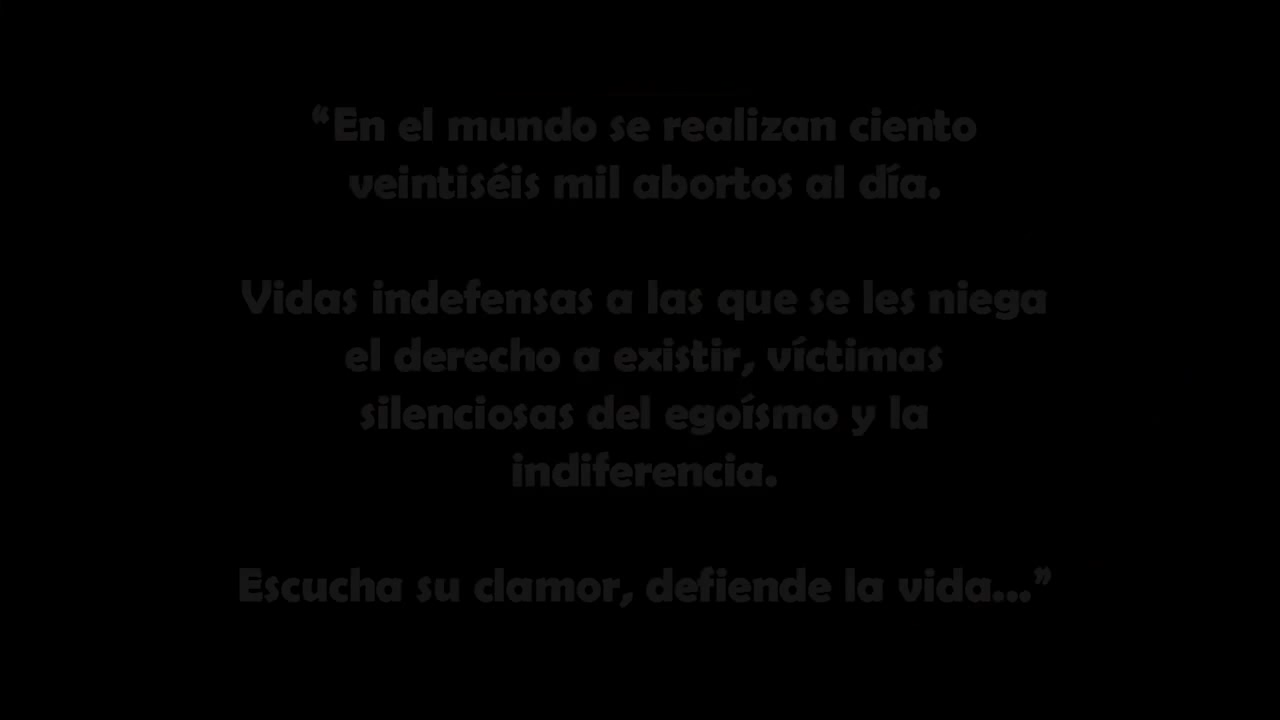 “En el mundo se realizan ciento
veintiséis mil abortos al día.
Vidas indefensas a las que se les niega
el derecho a existir, víctimas
silenciosas del egoísmo y la
indiferencia.
Escucha su clamor, defiende la vida...”